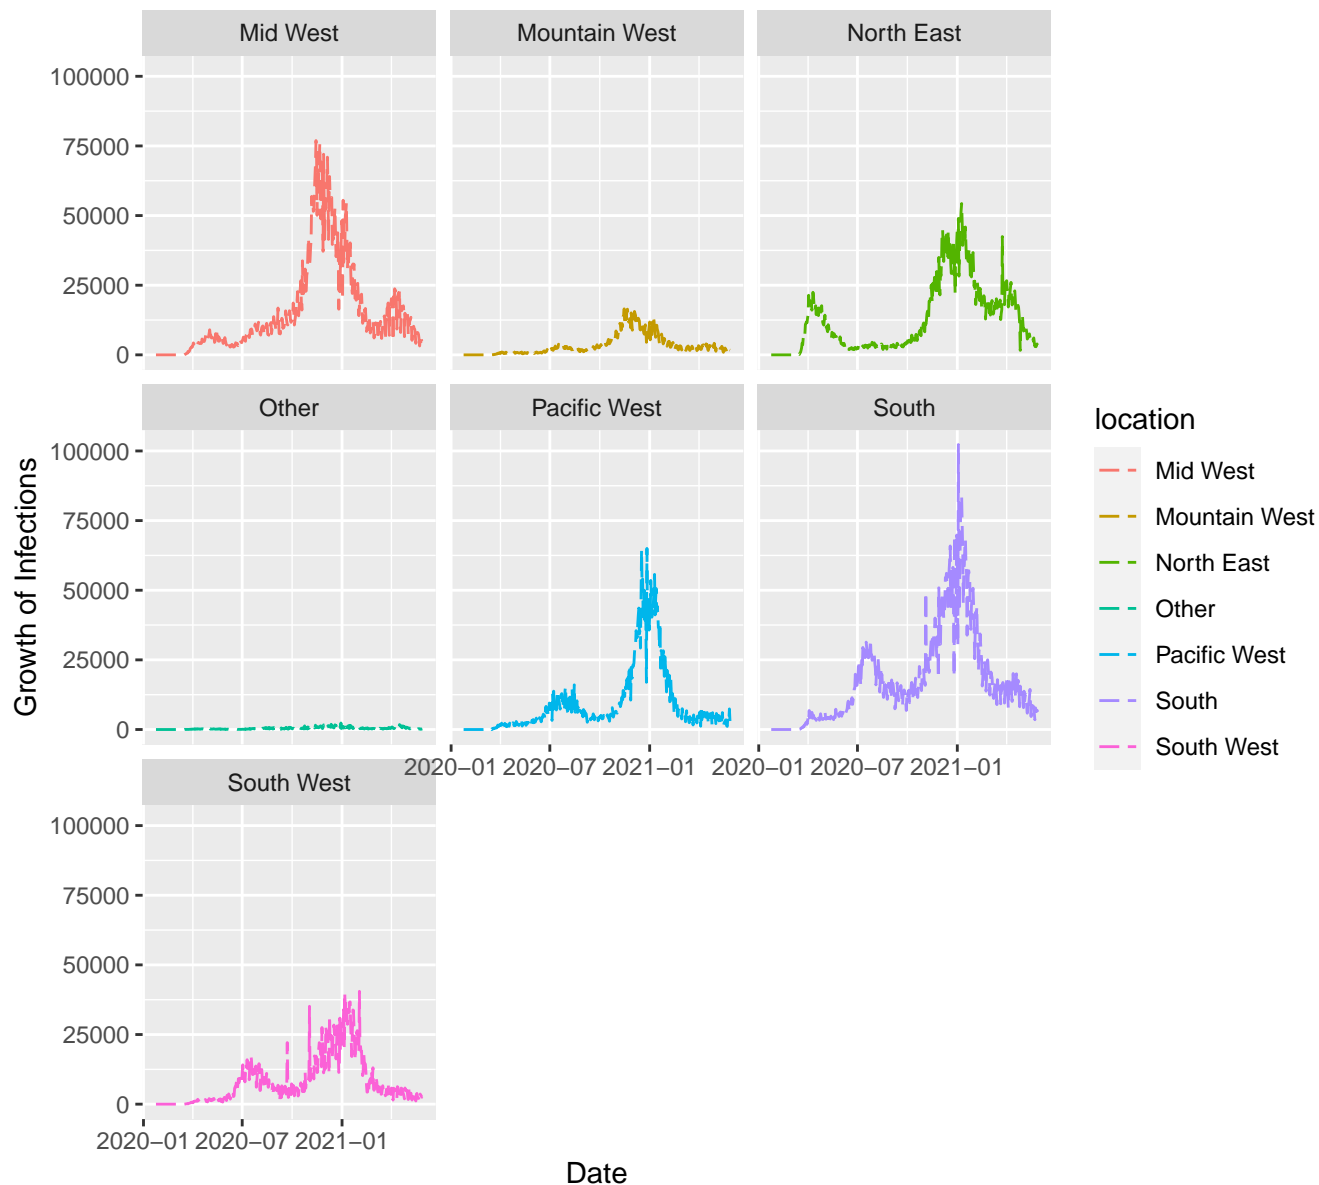 Mid West
Mountain West
North East
100000
75000
50000
25000
0
Other
Pacific West
South
100000
75000
50000
25000
0
2020−01 2020−07 2021−01
2020−01 2020−07 2021−01
South West
100000
75000
50000
25000
0
2020−01 2020−07 2021−01
Growth of Infections
Date
location
Mid West
Mountain West
North East
Other
Pacific West
South
South West